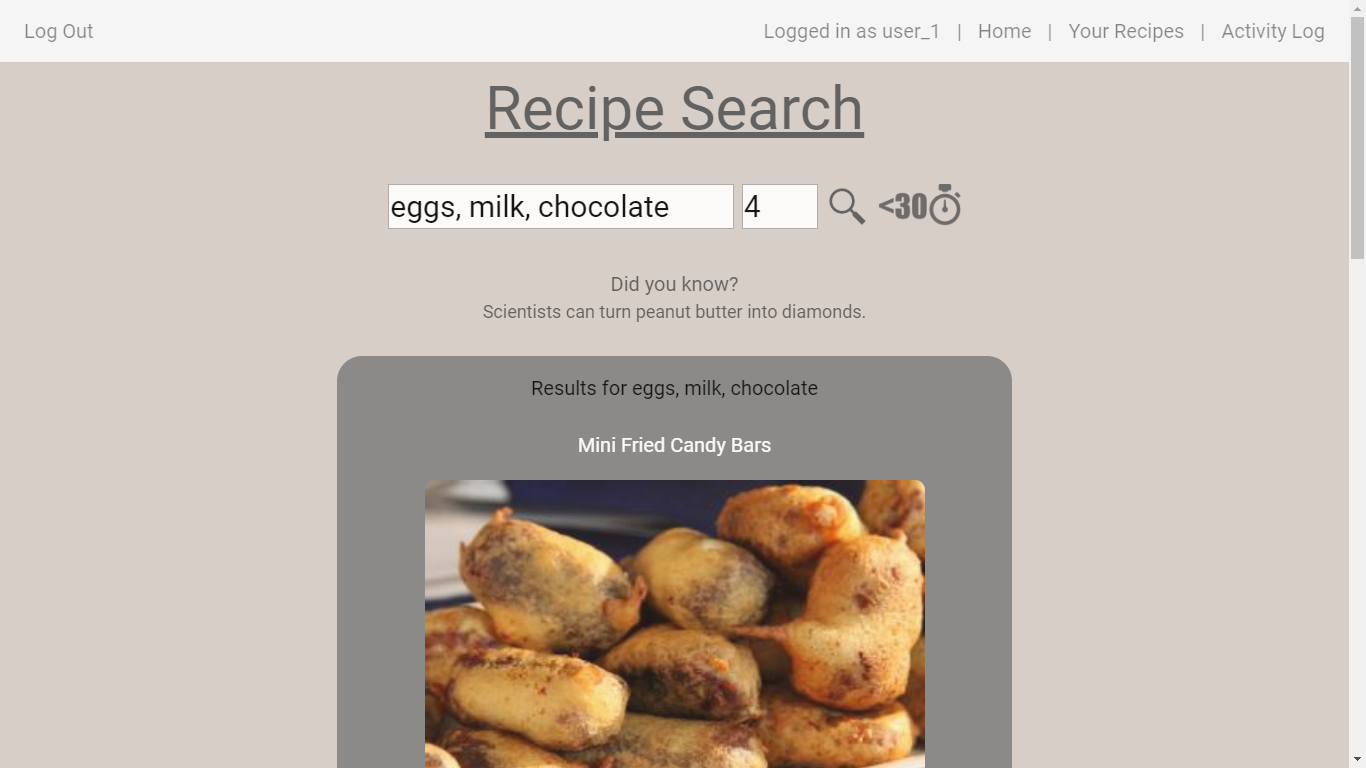 Log Out
Logged in as user_1 | Home | Your Recipes | Activity Log
Recipe Search
eggs, milk, chocolate 4 <30
Did you know?
Scientists can turn peanut butter into diamonds.
Results for eggs, milk, chocolate
Mini Fried Candy Bars